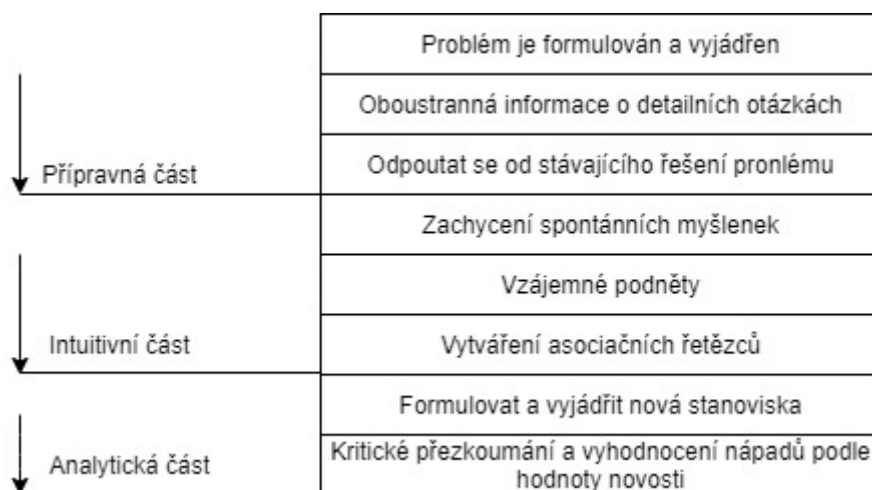 Problém je formulován a vyjádřen
Oboustranná informace o detailních otázkách
Odpoutat se od stávajícího řešení pronlému
Přípravná část
Zachycení spontánních myšlenek
Vzájemné podněty
Vytváření asociačních řetězců
Intuitivní část
Formulovat a vyjádřit nová stanoviska
Kritické přezkoumání a vyhodnocení nápadů podle
hodnoty novosti
Analytická část